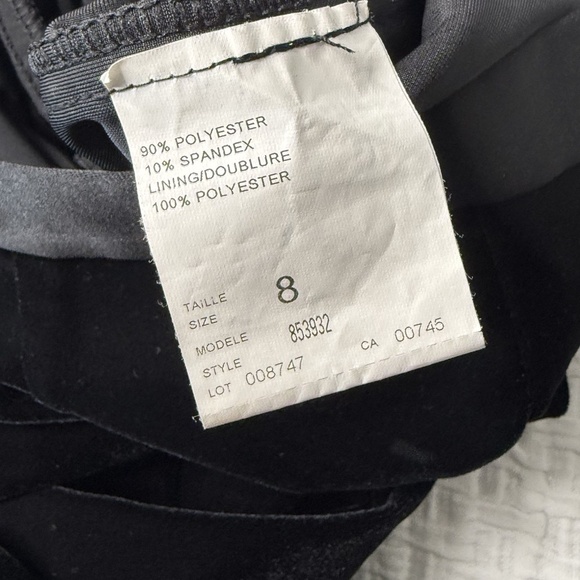 90% POLYESTER
10% SPANDEX
LINING/DOUBLURE
100% POLYESTER
TAILLE
SIZE 8
MODELE
STYLE 853932
LOT 008747 CA 00745